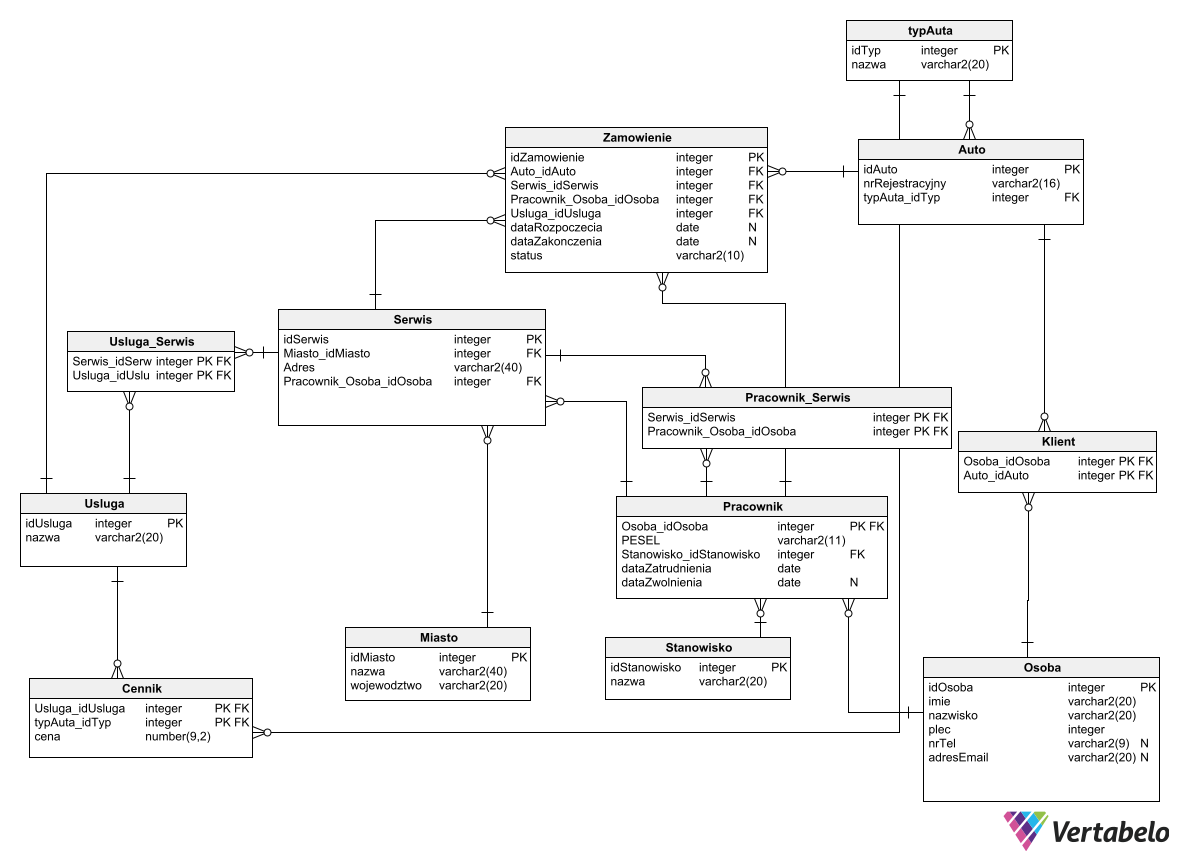 typAuta
idTyp integer PK
nazwa varchar2(20)
Zamowienie
idZamowienie integer PK
Auto_idAuto integer FK
Serwis_idSerwis integer FK
Pracownik_Osoba_idOsoba integer FK
Usluga_idUsluga integer FK
dataRozpoczecia date N
dataZakonczenia date N
status varchar2(10)
Auto
idAuto integer PK
nrRejestracyjny varchar2(16)
typAuta_idTyp integer FK
Serwis
idSerwis integer PK
Miasto_idMiasto integer FK
Adres varchar2(40)
Pracownik_Osoba_idOsoba integer FK
Usluga_Serwis
Serwis_idSerw integer PK FK
Usluga_idUslu integer PK FK
Pracownik_Serwis
Serwis_idSerwis integer PK FK
Pracownik_Osoba_idOsoba integer PK FK
Klient
Osoba_idOsoba integer PK FK
Auto_idAuto integer PK FK
Usluga
idUsluga integer PK
nazwa varchar2(20)
Pracownik
Osoba_idOsoba integer PK FK
PESEL varchar2(11)
Stanowisko_idStanowisko integer FK
dataZatrudnienia date
dataZwolnienia date N
Miasto
idMiasto integer PK
nazwa varchar2(40)
wojewodztwo varchar2(20)
Stanowisko
idStanowisko integer PK
nazwa varchar2(20)
Osoba
idOsoba integer PK
imie varchar2(20)
nazwisko varchar2(20)
plec integer
nrTel varchar2(9) N
adresEmail varchar2(20) N
Cennik
Usluga_idUsluga integer PK FK
typAuta_idTyp integer PK FK
cena number(9,2)
Vertabelo